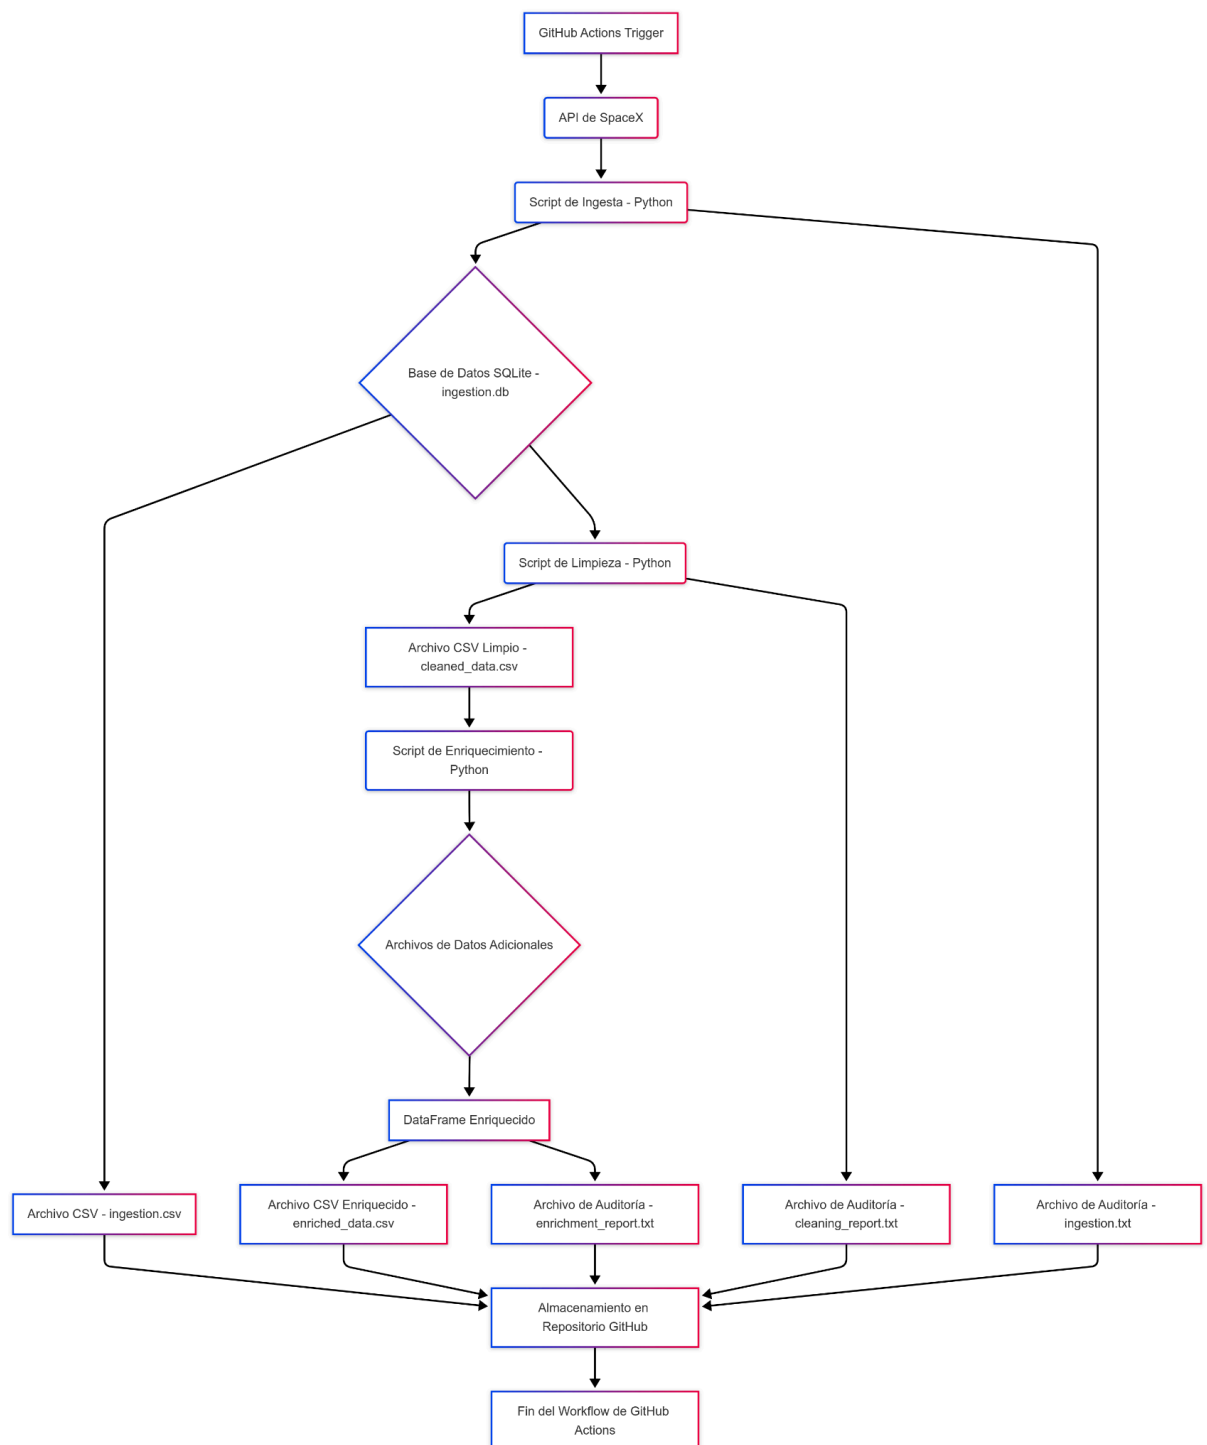 GitHub Actions Trigger
API de SpaceX
Script de Ingesta - Python
Base de Datos SQLite -
ingestion.db
Script de Limpieza - Python
Archivo CSV Limpio -
cleaned_data.csv
Script de Enriquecimiento -
Python
Archivos de Datos Adicionales
DataFrame Enriquecido
Archivo CSV - ingestion.csv
Archivo CSV Enriquecido -
enriched_data.csv
Archivo de Auditoría -
enrichment_report.txt
Archivo de Auditoría -
cleaning_report.txt
Archivo de Auditoría -
ingestion.txt
Almacenamiento en
Repositorio GitHub
Fin del Workflow de GitHub
Actions